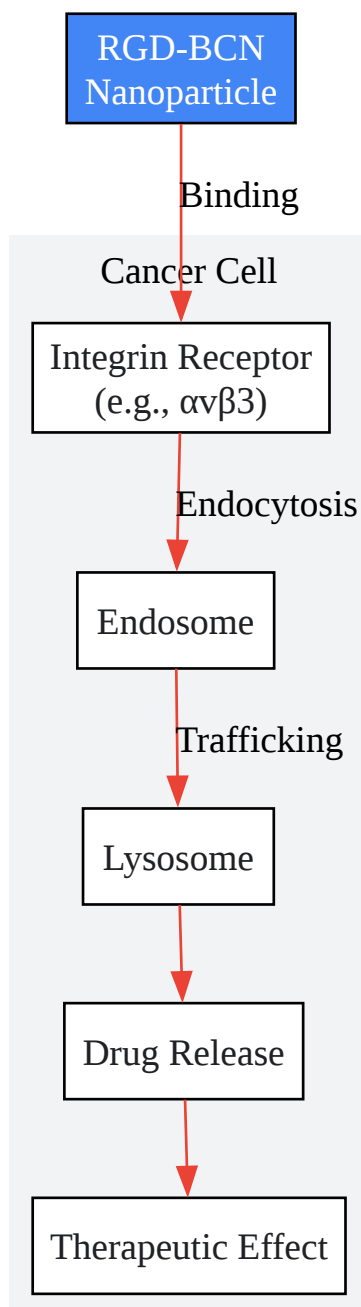 RGD-BCN
Nanoparticle
Binding
Cancer Cell
Integrin Receptor
(e.g., αvβ3)
Endocytosis
Endosome
Trafficking
Lysosome
Drug Release
Therapeutic Effect